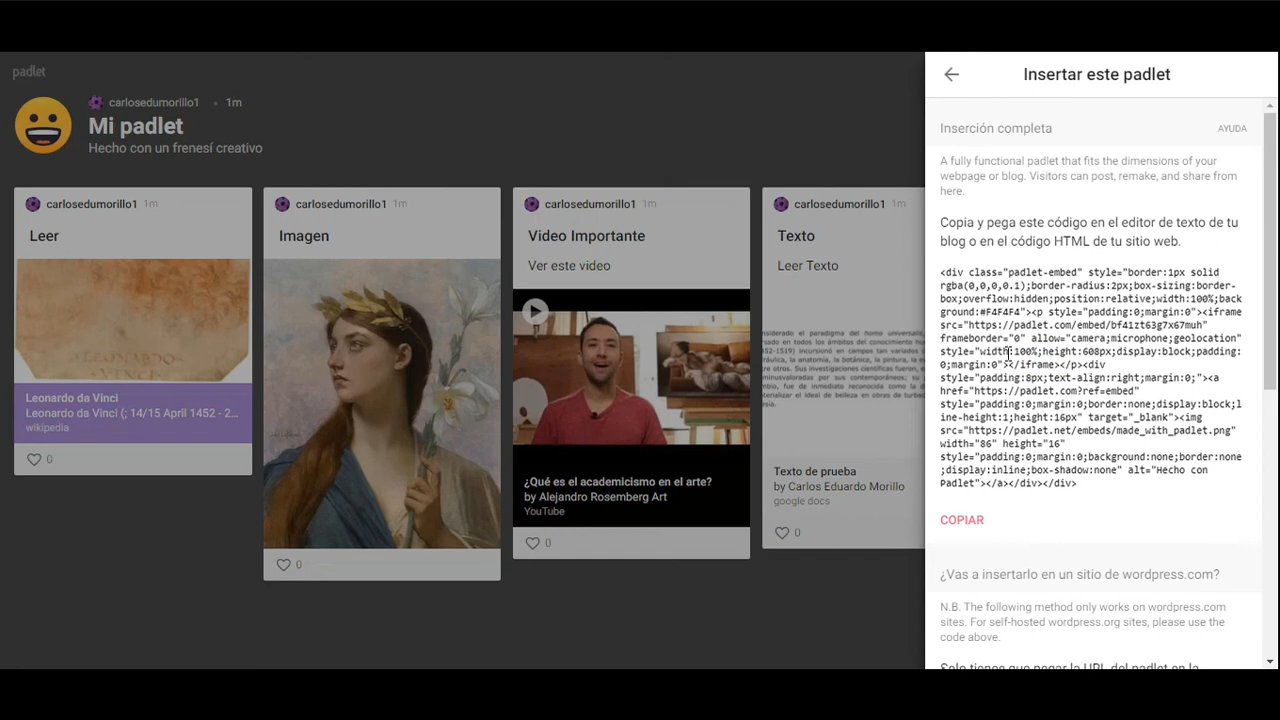 padlet
carlosedumorillo1 • 1m
Mi padlet
Hecho con un frenesí creativo
carlosedumorillo1 1m
Leer
LEONARDO
Leonardo da Vinci
Leonardo da Vinci (; 14/15 April 1452 - 2...
wikipedia
0
carlosedumorillo1 1m
Imagen
0
carlosedumorillo1 1m
Video Importante
Ver este video
¿Qué es el academicismo en el arte?
by Alejandro Rosemberg Art
YouTube
0
carlosedumorillo1 1m
Texto
Leer Texto
Texto de prueba
by Carlos Eduardo Morillo
google docs
0
Insertar este padlet
Inserción completa AYUDA
A fully functional padlet that fits the dimensions of your
webpage or blog. Visitors can post, remake, and share from
here.
Copia y pega este código en el editor de texto de tu
blog o en el código HTML de tu sitio web.
<div class="padlet-embed" style="border:1px solid
rgba(0,0,0,0.1);border-radius:2px;box-sizing:border-
box;overflow:hidden;position:relative;width:100%;back
ground:#F4F4F4"><p style="padding:0;margin:0"><iframe
src="https://padlet.com/embed/bf41zt63g7x67muh"
frameborder="0" allow="camera;microphone;geolocation"
style="width:100%;height:608px;display:block;padding:
0;margin:0"></iframe></p><div
style="padding:8px;text-align:right;margin:0;"><a
href="https://padlet.com?ref=embed"
style="padding:0;margin:0;border:none;display:block;l
ine-height:1;height:16px" target="_blank"><img
src="https://padlet.net/embeds/made_with_padlet.png"
width="86" height="16"
style="padding:0;margin:0;background:none;border:none
;display:inline;box-shadow:none" alt="Hecho con
Padlet"></a></div></div>
COPIAR
¿Vas a insertarlo en un sitio de wordpress.com?
N.B. The following method only works on wordpress.com
sites. For self-hosted wordpress.org sites, please use the
code above.
Solo tienes que pegar la URL del padlet en la